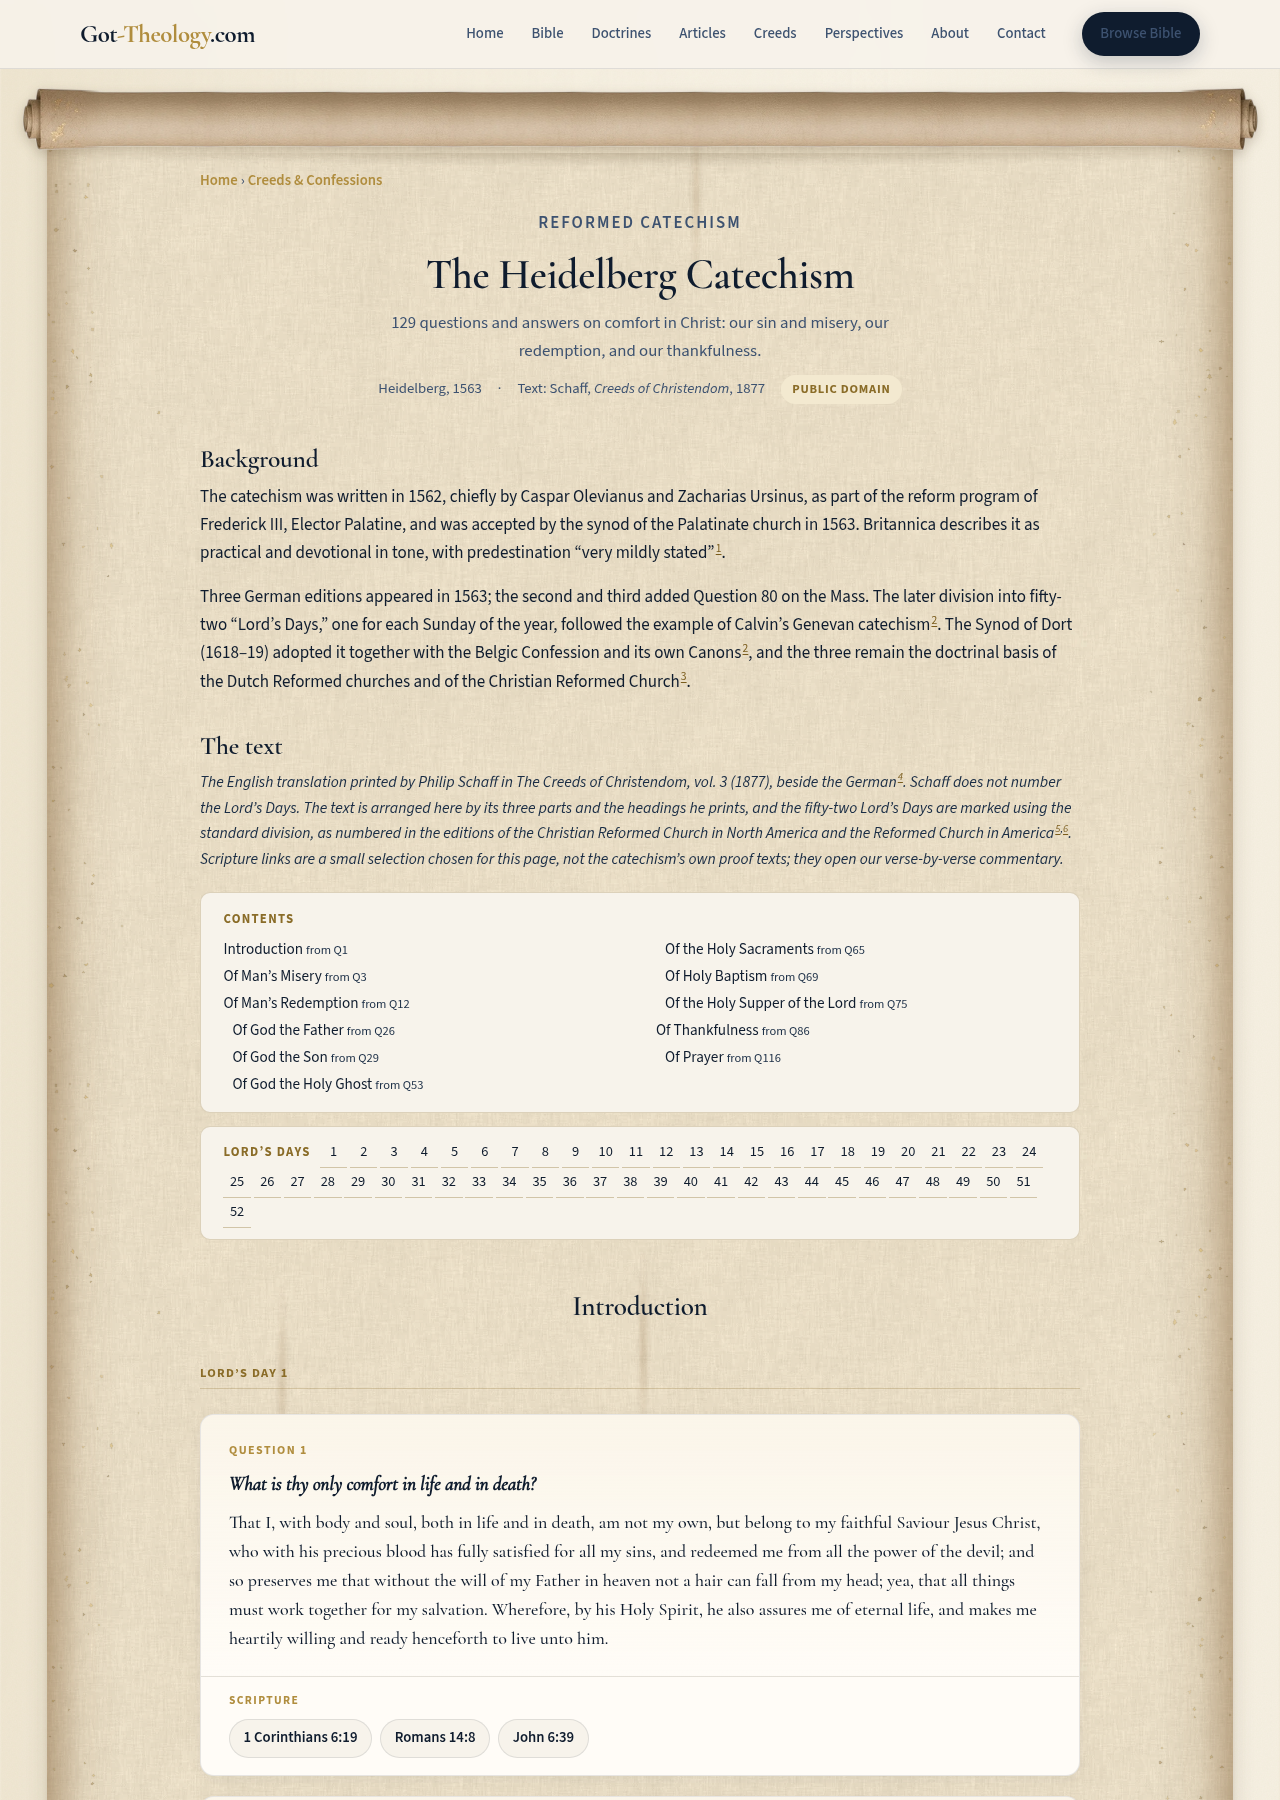 Got-Theology.com
Home Bible Doctrines Articles Creeds Perspectives About Contact Browse Bible
Home › Creeds & Confessions
REFORMED CATECHISM
The Heidelberg Catechism
129 questions and answers on comfort in Christ: our sin and misery, our
redemption, and our thankfulness.
Heidelberg, 1563 · Text: Schaff, Creeds of Christendom, 1877 PUBLIC DOMAIN
Background
The catechism was written in 1562, chiefly by Caspar Olevianus and Zacharias Ursinus, as part of the reform program of
Frederick III, Elector Palatine, and was accepted by the synod of the Palatinate church in 1563. Britannica describes it as
practical and devotional in tone, with predestination “very mildly stated”1.
Three German editions appeared in 1563; the second and third added Question 80 on the Mass. The later division into fifty-
two “Lord’s Days,” one for each Sunday of the year, followed the example of Calvin’s Genevan catechism2. The Synod of Dort
(1618–19) adopted it together with the Belgic Confession and its own Canons2, and the three remain the doctrinal basis of
the Dutch Reformed churches and of the Christian Reformed Church3.
The text
The English translation printed by Philip Schaff in The Creeds of Christendom, vol. 3 (1877), beside the German4. Schaff does not number
the Lord’s Days. The text is arranged here by its three parts and the headings he prints, and the fifty-two Lord’s Days are marked using the
standard division, as numbered in the editions of the Christian Reformed Church in North America and the Reformed Church in America5,6.
Scripture links are a small selection chosen for this page, not the catechism’s own proof texts; they open our verse-by-verse commentary.
CONTENTS
Introduction from Q1
Of Man’s Misery from Q3
Of Man’s Redemption from Q12
Of God the Father from Q26
Of God the Son from Q29
Of God the Holy Ghost from Q53
Of the Holy Sacraments from Q65
Of Holy Baptism from Q69
Of the Holy Supper of the Lord from Q75
Of Thankfulness from Q86
Of Prayer from Q116
LORD’S DAYS 1 2 3 4 5 6 7 8 9 10 11 12 13 14 15 16 17 18 19 20 21 22 23 24
25 26 27 28 29 30 31 32 33 34 35 36 37 38 39 40 41 42 43 44 45 46 47 48 49 50 51
52
Introduction
LORD’S DAY 1
QUESTION 1
What is thy only comfort in life and in death?
That I, with body and soul, both in life and in death, am not my own, but belong to my faithful Saviour Jesus Christ,
who with his precious blood has fully satisfied for all my sins, and redeemed me from all the power of the devil; and
so preserves me that without the will of my Father in heaven not a hair can fall from my head; yea, that all things
must work together for my salvation. Wherefore, by his Holy Spirit, he also assures me of eternal life, and makes me
heartily willing and ready henceforth to live unto him.
SCRIPTURE
1 Corinthians 6:19 Romans 14:8 John 6:39